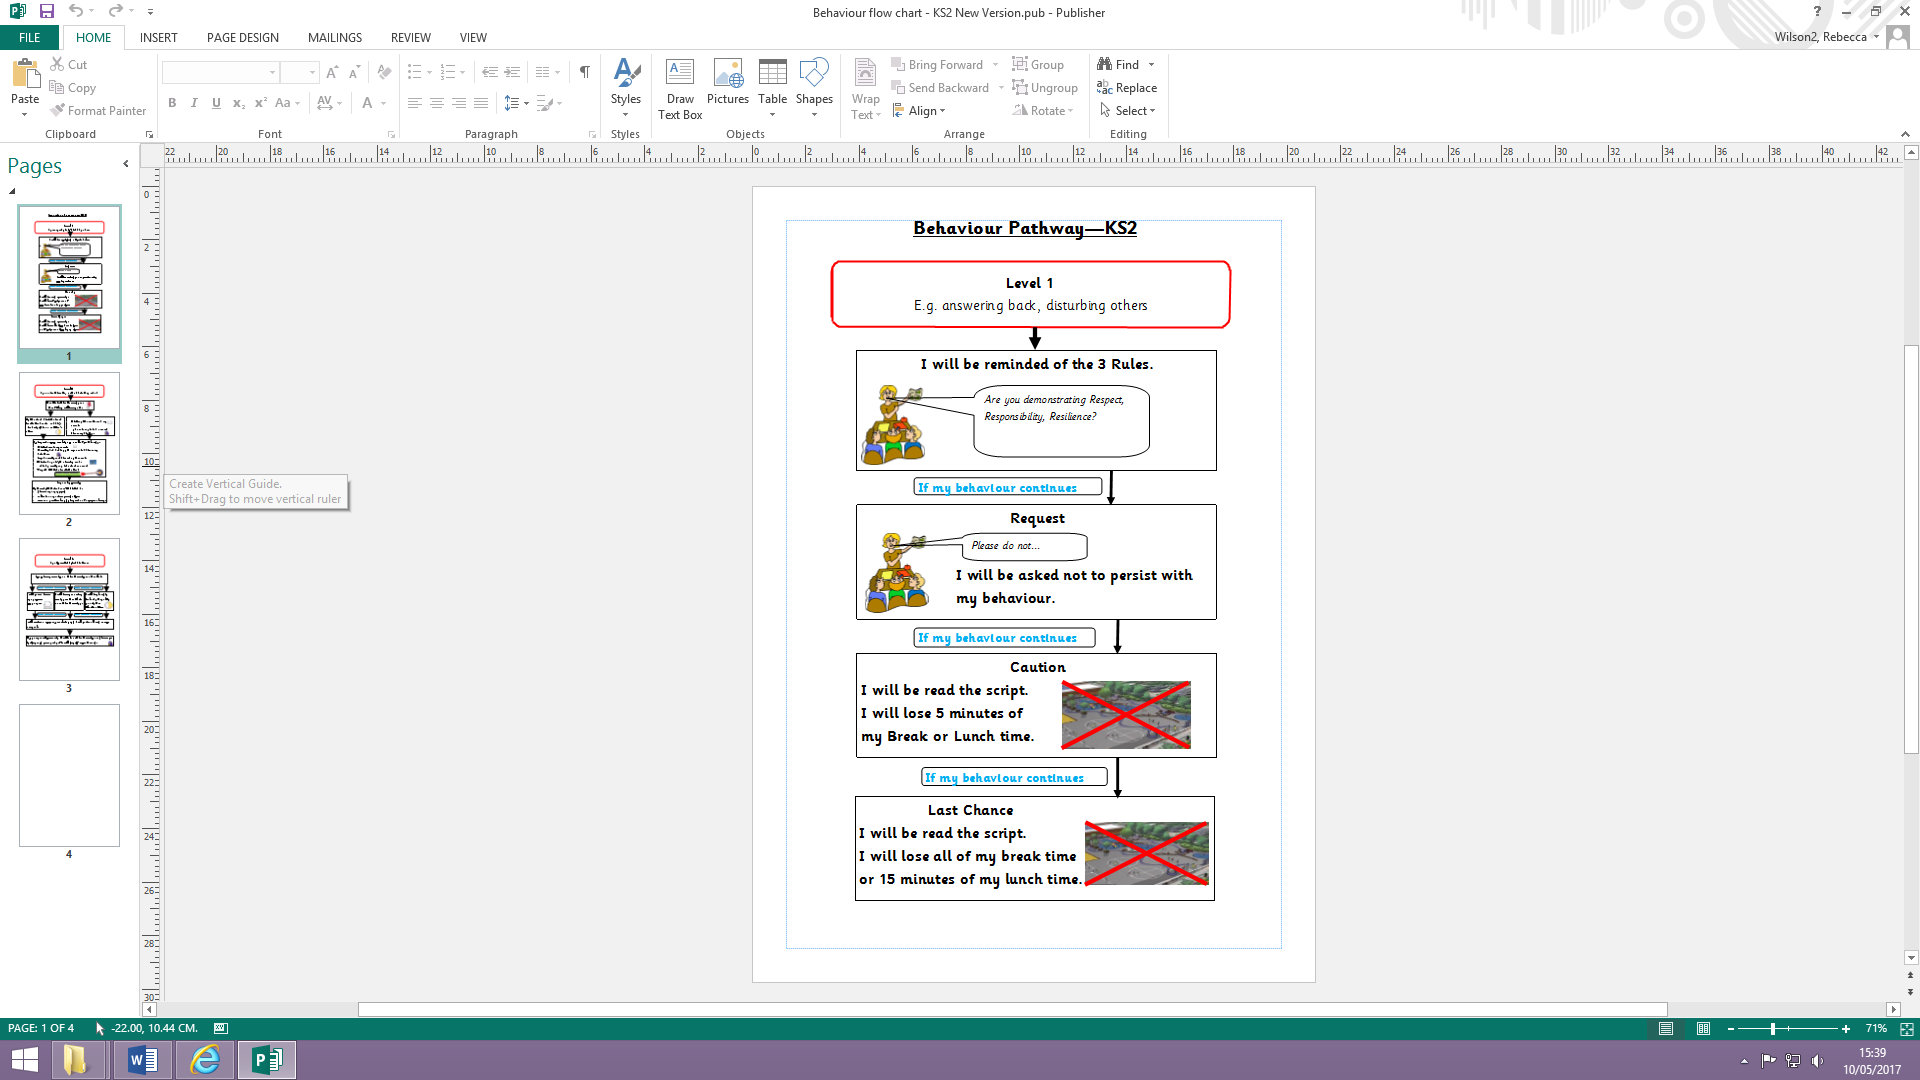 Behaviour flow chart - KS2 New Version.pub - Publisher
FILE HOME INSERT PAGE DESIGN MAILINGS REVIEW VIEW
Wilson2, Rebecca
Paste
Cut
Copy
Format Painter
Clipboard
Font
Paragraph
Styles
Styles
Draw Text Box
Pictures
Table
Shapes
Objects
Wrap Text
Bring Forward
Send Backward
Align
Group
Ungroup
Rotate
Arrange
Find
Replace
Select
Editing
Pages
1
2
3
4
Create Vertical Guide.
Shift+Drag to move vertical ruler
Behaviour Pathway—KS2
Level 1
E.g. answering back, disturbing others
I will be reminded of the 3 Rules.
Are you demonstrating Respect,
Responsibility, Resilience?
If my behaviour continues
Request
Please do not...
I will be asked not to persist with
my behaviour.
If my behaviour continues
Caution
I will be read the script.
I will lose 5 minutes of
my Break or Lunch time.
If my behaviour continues
Last Chance
I will be read the script.
I will lose all of my break time
or 15 minutes of my lunch time.
PAGE: 1 OF 4
-22.00, 10.44 CM.
71%
15:39
10/05/2017